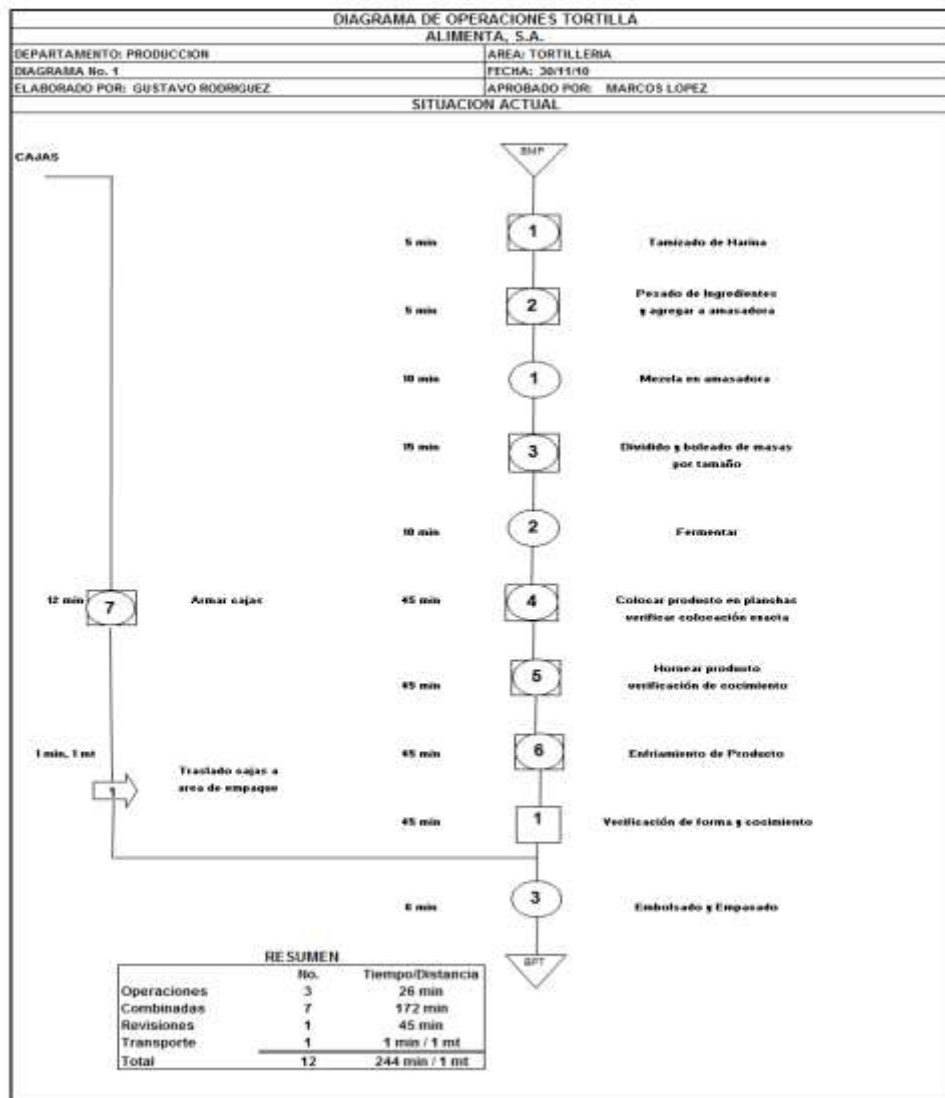 DIAGRAMA DE OPERACIONES TORTILLA
ALIMENTA, S.A.
DEPARTAMENTO: PRODUCCION
AREA: TORTILLERIA
DIAGRAMA No. 1
FECHA: 30/11/10
ELABORADO POR: GUSTAVO RODRIGUEZ
APROBADO POR: MARCOS LOPEZ
SITUACION ACTUAL
CAJAS
BMP
5 min
1
Tamizado de Harina
5 min
2
Pesado de Ingredientes
y agregar a amasadora
10 min
1
Mezcla en amasadora
15 min
3
Dividido y boleado de masas
por tamaño
10 min
2
Fermentar
12 min
7
Armar cajas
45 min
4
Colocar producto en planchas
verificar colocación exacta
45 min
5
Hornear producto
verificación de cocimiento
1 min, 1 mt
1
Traslado cajas a
area de empaque
45 min
6
Enfriamiento de Producto
45 min
1
Verificación de forma y cocimiento
6 min
3
Embolsado y Empasado
BPT
RESUMEN
No. Tiempo/Distancia
Operaciones 3 26 min
Combinadas 7 172 min
Revisiones 1 45 min
Transporte 1 1 min / 1 mt
Total 12 244 min / 1 mt